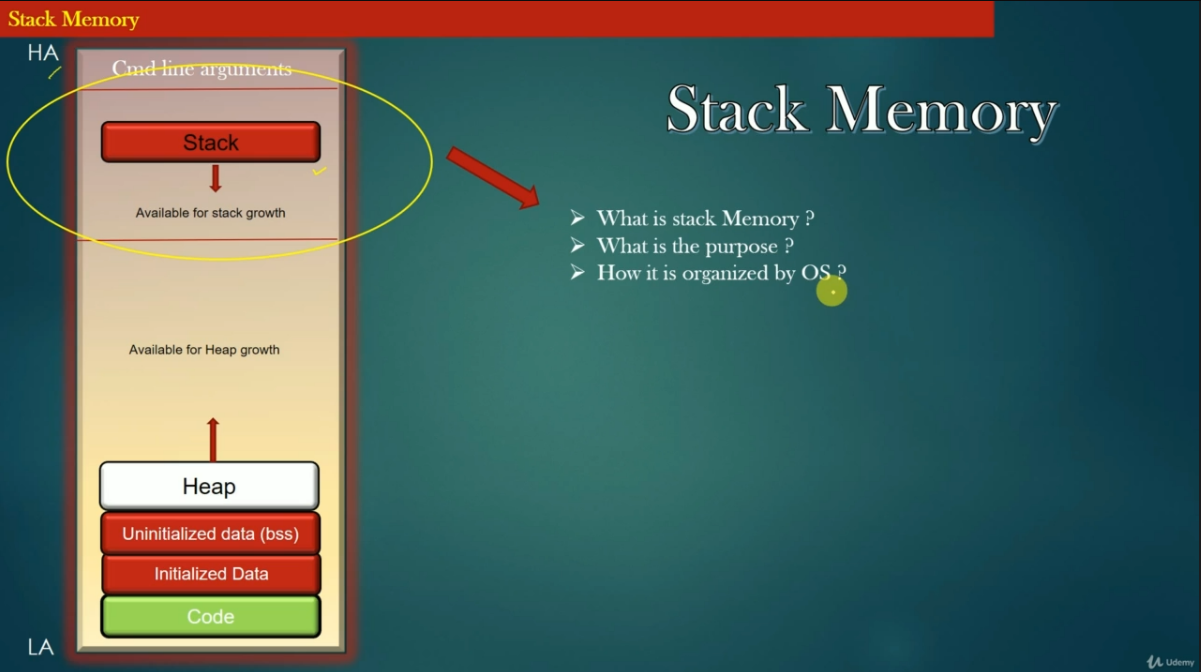 Stack Memory
HA
Cmd line arguments
Stack
Available for stack growth
Available for Heap growth
Heap
Uninitialized data (bss)
Initialized Data
Code
LA
Stack Memory
What is stack Memory ?
What is the purpose ?
How it is organized by OS ?
Udemy